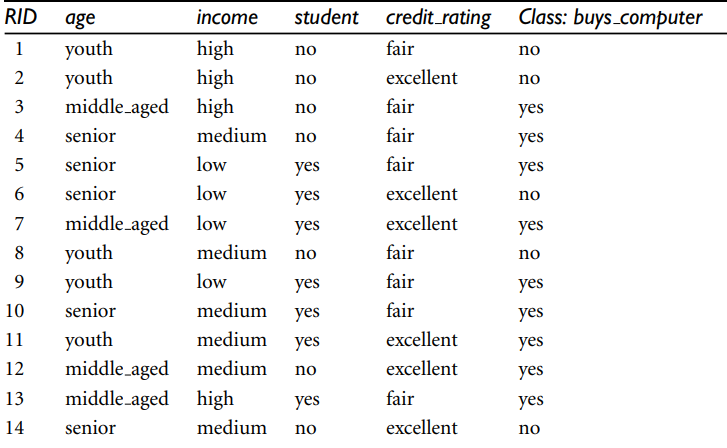 RID age income student credit_rating Class: buys_computer
1 youth high no fair no
2 youth high no excellent no
3 middle_aged high no fair yes
4 senior medium no fair yes
5 senior low yes fair yes
6 senior low yes excellent no
7 middle_aged low yes excellent yes
8 youth medium no fair no
9 youth low yes fair yes
10 senior medium yes fair yes
11 youth medium yes excellent yes
12 middle_aged medium no excellent yes
13 middle_aged high yes fair yes
14 senior medium no excellent no